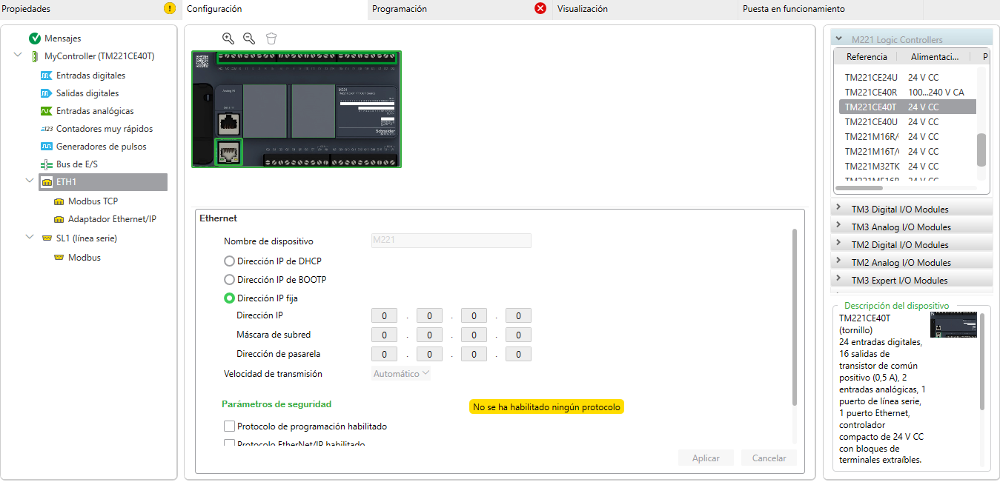 Propiedades
Configuración
Programación
Visualización
Puesta en funcionamiento
Mensajes
MyController (TM221CE40T)
Entradas digitales
Salidas digitales
Entradas analógicas
Contadores muy rápidos
Generadores de pulsos
Bus de E/S
ETH1
Modbus TCP
Adaptador Ethernet/IP
SL1 (línea serie)
Modbus
M221
Schneider
Ethernet
Nombre de dispositivo M221
Dirección IP de DHCP
Dirección IP de BOOTP
Dirección IP fija
Dirección IP 0 . 0 . 0 . 0
Máscara de subred 0 . 0 . 0 . 0
Dirección de pasarela 0 . 0 . 0 . 0
Velocidad de transmisión Automático
Parámetros de seguridad
No se ha habilitado ningún protocolo
Protocolo de programación habilitado
Protocolo EtherNet/IP habilitado
Aplicar Cancelar
M221 Logic Controllers
Referencia Alimentaci... P
TM221CE24U 24 V CC
TM221CE40R 100...240 V CA
TM221CE40T 24 V CC
TM221CE40U 24 V CC
TM221M16R/ 24 V CC
TM221M16T/ 24 V CC
TM221M32TK 24 V CC
TM221ME16R 24 V CC
TM3 Digital I/O Modules
TM3 Analog I/O Modules
TM2 Digital I/O Modules
TM2 Analog I/O Modules
TM3 Expert I/O Modules
Descripción del dispositivo
TM221CE40T
(tornillo)
24 entradas digitales,
16 salidas de
transistor de común
positivo (0,5 A), 2
entradas analógicas, 1
puerto de línea serie,
1 puerto Ethernet,
controlador
compacto de 24 V CC
con bloques de
terminales extraíbles.